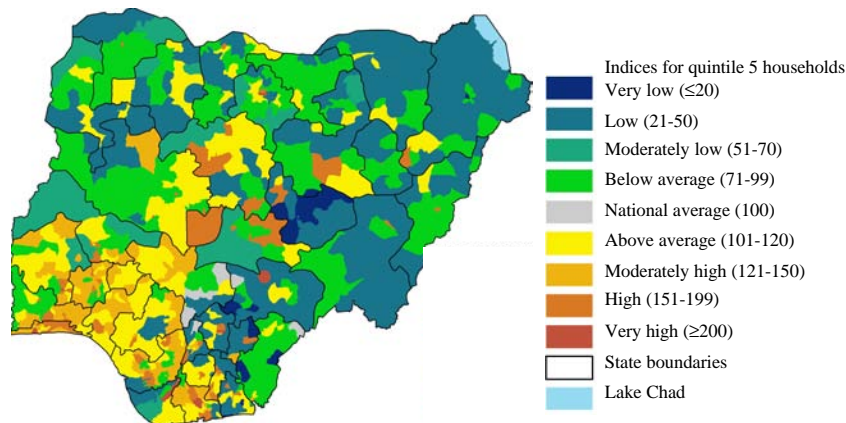 Indices for quintile 5 households
Very low (≤20)
Low (21-50)
Moderately low (51-70)
Below average (71-99)
National average (100)
Above average (101-120)
Moderately high (121-150)
High (151-199)
Very high (≥200)
State boundaries
Lake Chad